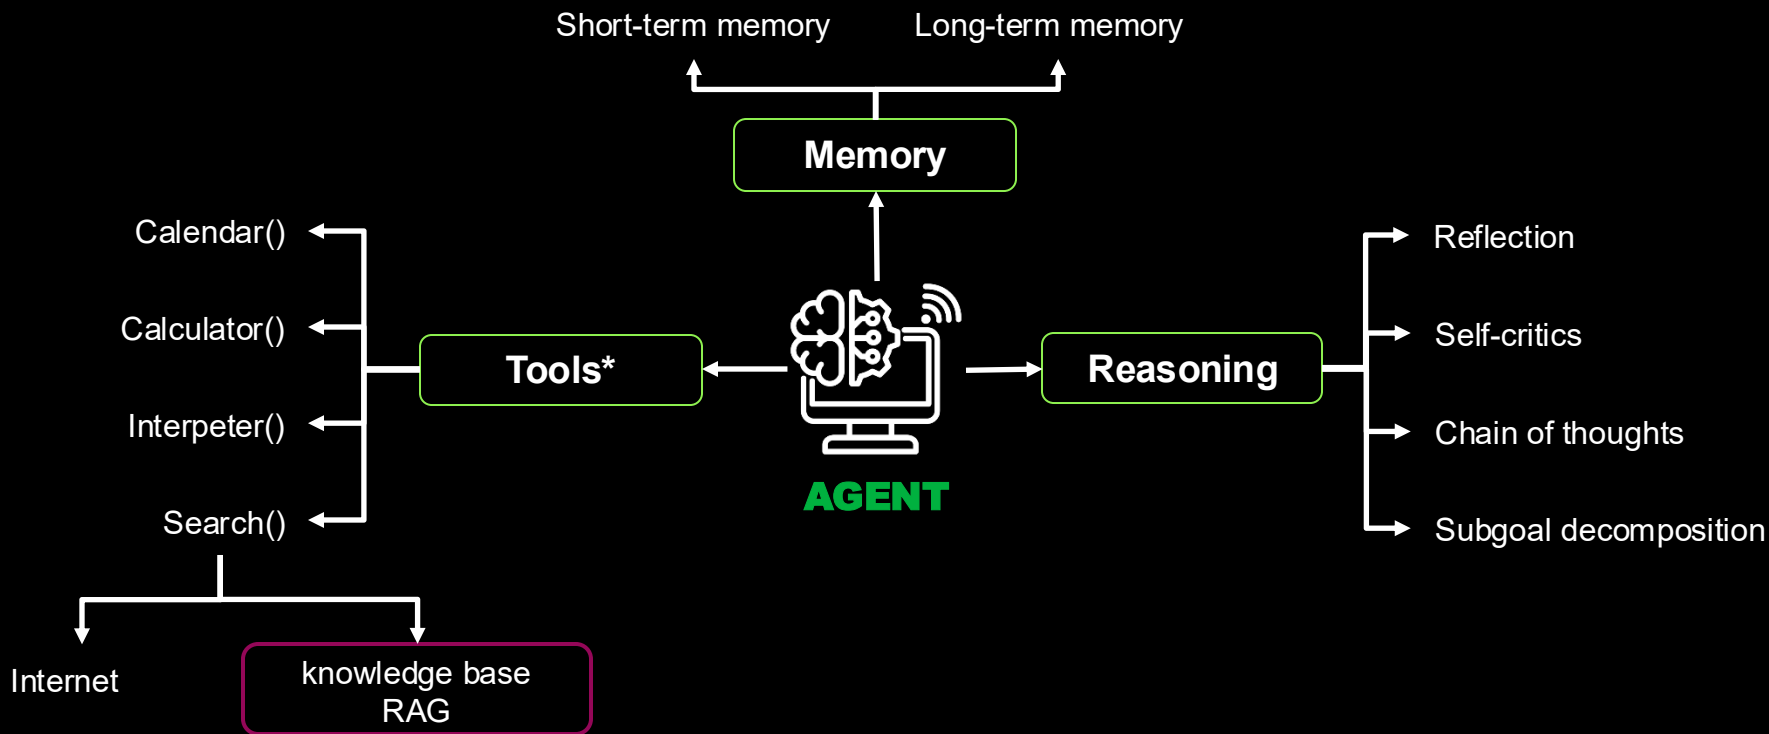 Short-term memory
Long-term memory
Memory
Calendar()
Calculator()
Interpeter()
Search()
Tools*
AGENT
Reasoning
Reflection
Self-critics
Chain of thoughts
Subgoal decomposition
Internet
knowledge base
RAG